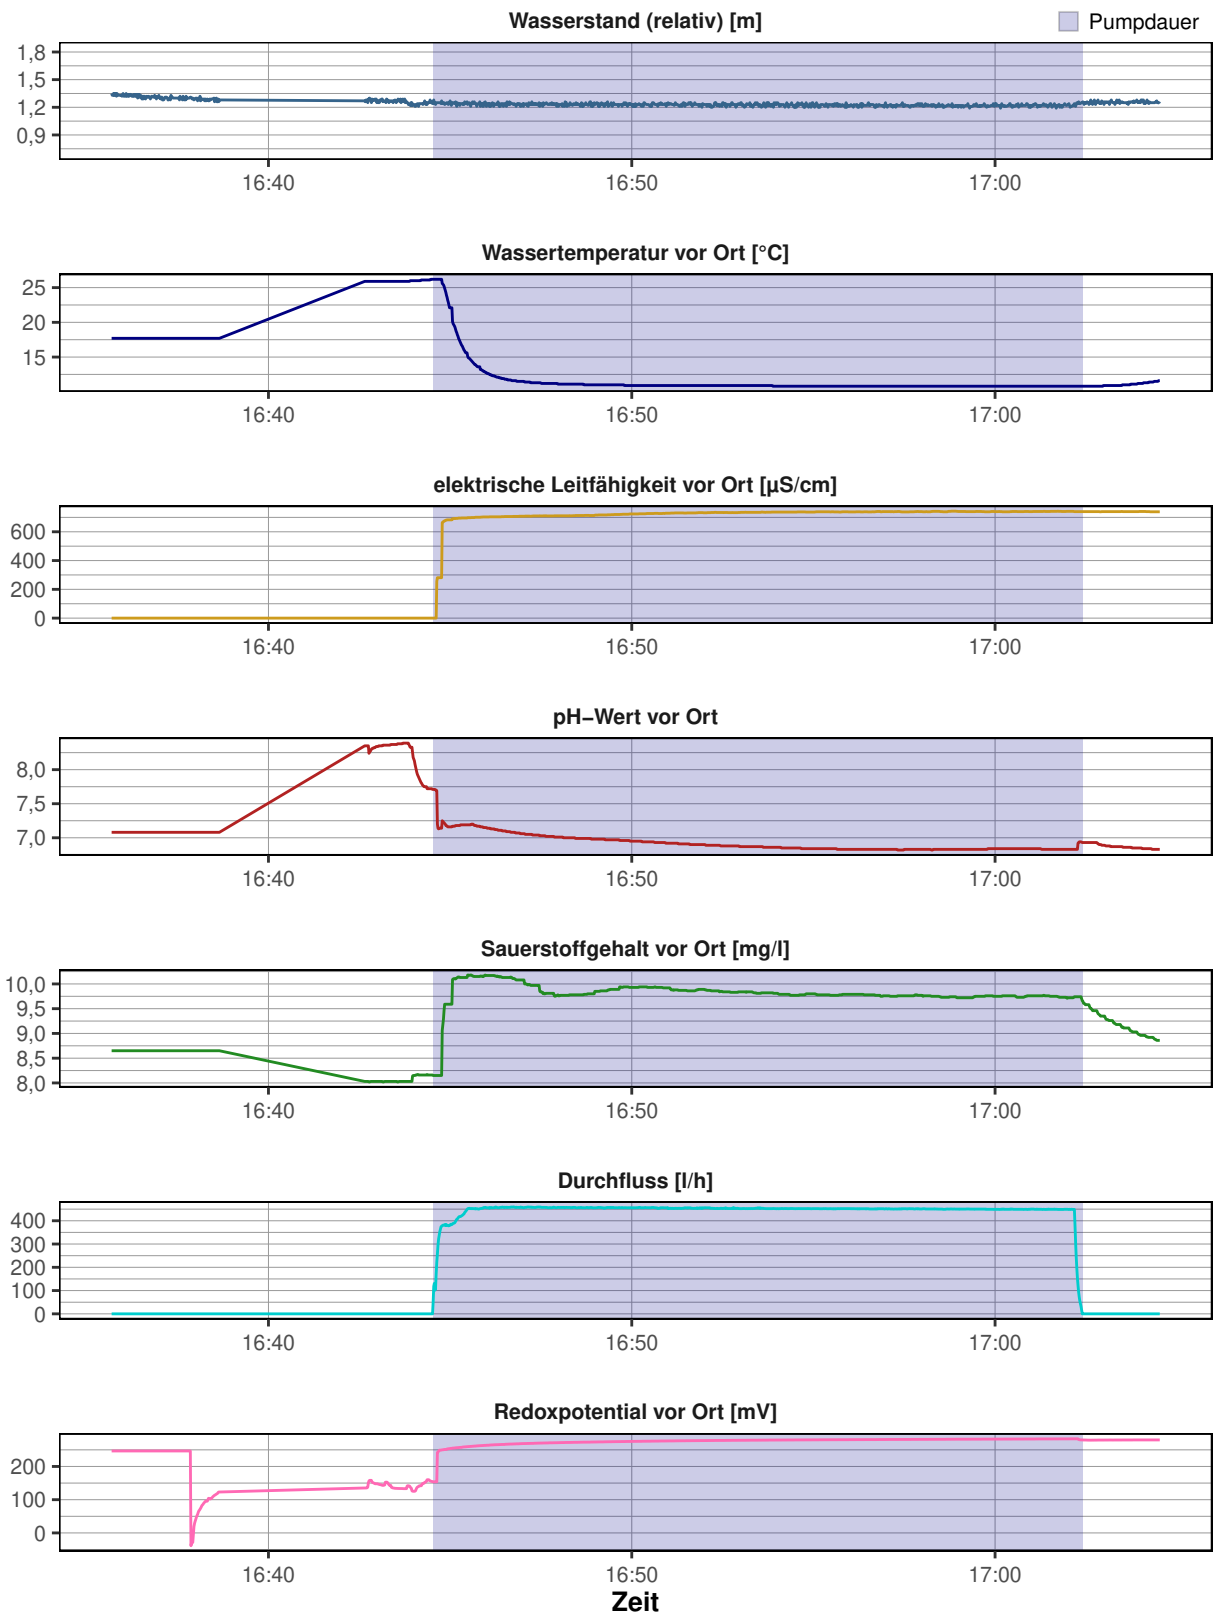 Wasserstand (relativ) [m]
Pumpdauer
1,8
1,5
1,2
0,9
16:40 16:50 17:00
Wassertemperatur vor Ort [°C]
25
20
15
16:40 16:50 17:00
elektrische Leitfähigkeit vor Ort [µS/cm]
600
400
200
0
16:40 16:50 17:00
pH−Wert vor Ort
8,0
7,5
7,0
16:40 16:50 17:00
Sauerstoffgehalt vor Ort [mg/l]
10,0
9,5
9,0
8,5
8,0
16:40 16:50 17:00
Durchfluss [l/h]
400
300
200
100
0
16:40 16:50 17:00
Redoxpotential vor Ort [mV]
200
100
0
16:40 16:50 17:00
Zeit